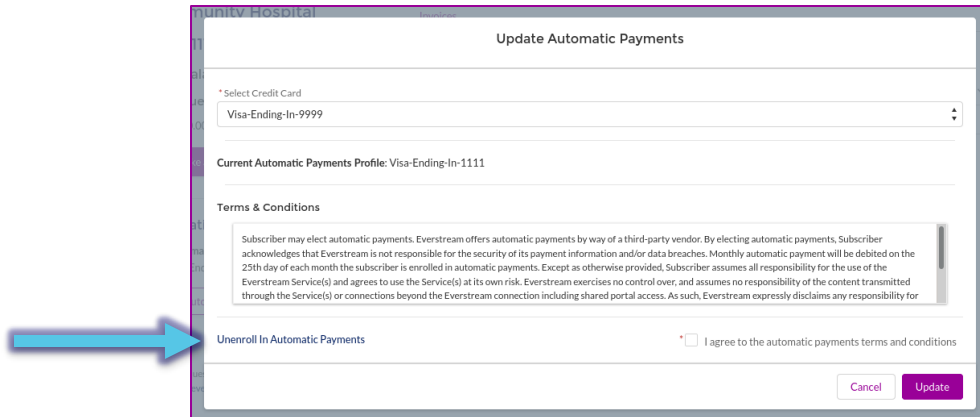 munity Hospital
Invoices
Update Automatic Payments
* Select Credit Card
Visa-Ending-In-9999
Current Automatic Payments Profile: Visa-Ending-In-1111
Terms & Conditions
Subscriber may elect automatic payments. Everstream offers automatic payments by way of a third-party vendor. By electing automatic payments, Subscriber
acknowledges that Everstream is not responsible for the security of its payment information and/or data breaches. Monthly automatic payment will be debited on the
25th day of each month the subscriber is enrolled in automatic payments. Except as otherwise provided, Subscriber assumes all responsibility for the use of the
Everstream Service(s) and agrees to use the Service(s) at its own risk. Everstream exercises no control over, and assumes no responsibility of the content transmitted
through the Service(s) or connections beyond the Everstream connection including shared portal access. As such, Everstream expressly disclaims any responsibility for
Unenroll In Automatic Payments
* I agree to the automatic payments terms and conditions
Cancel
Update